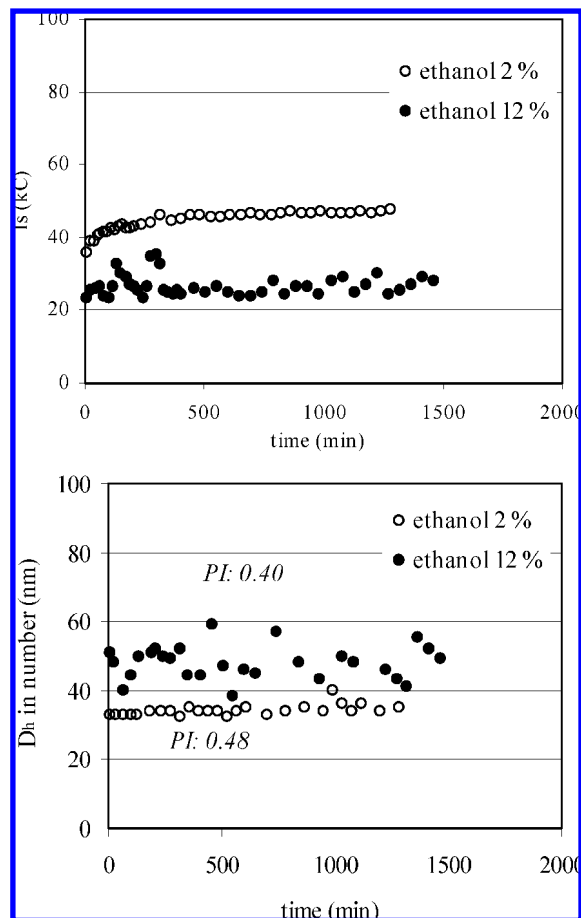 100
ethanol 2 %
ethanol 12 %
80
60
40
20
0
Is (kC)
0 500 1000 1500 2000
time (min)
100
ethanol 2 %
ethanol 12 %
80
PI: 0.40
60
40
PI: 0.48
20
0
Dh in number (nm)
0 500 1000 1500 2000
time (min)